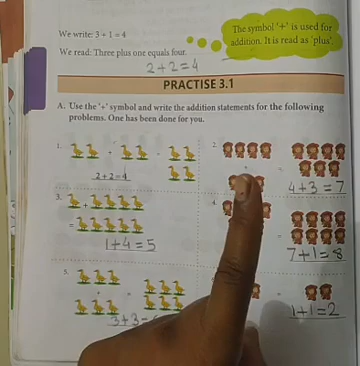 We write: 3 + 1 = 4
The symbol '+' is used for
addition. It is read as 'plus'.
We read: Three plus one equals four.
2+2=4
PRACTISE 3.1
A. Use the '+' symbol and write the addition statements for the following
problems. One has been done for you.
1. + =
2+2=4
2. + =
4+3=7
3. +
=
1+4=5
4.
=
7+1=8
5. + =
3+3=
=
1+1=2